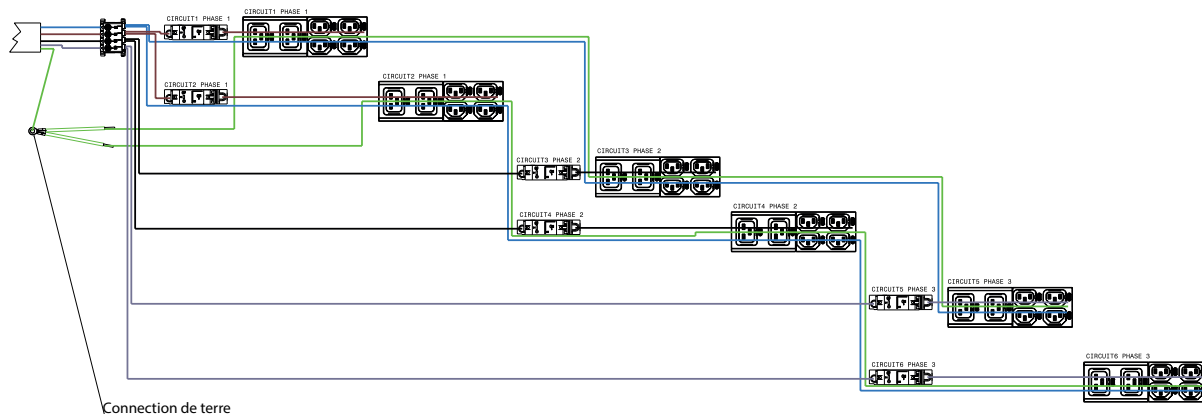 CIRCUIT1 PHASE 1
CIRCUIT1 PHASE 1
CIRCUIT2 PHASE 1
CIRCUIT2 PHASE 1
CIRCUIT3 PHASE 2
CIRCUIT3 PHASE 2
CIRCUIT4 PHASE 2
CIRCUIT4 PHASE 2
CIRCUIT5 PHASE 3
CIRCUIT5 PHASE 3
CIRCUIT6 PHASE 3
CIRCUIT6 PHASE 3
Connection de terre